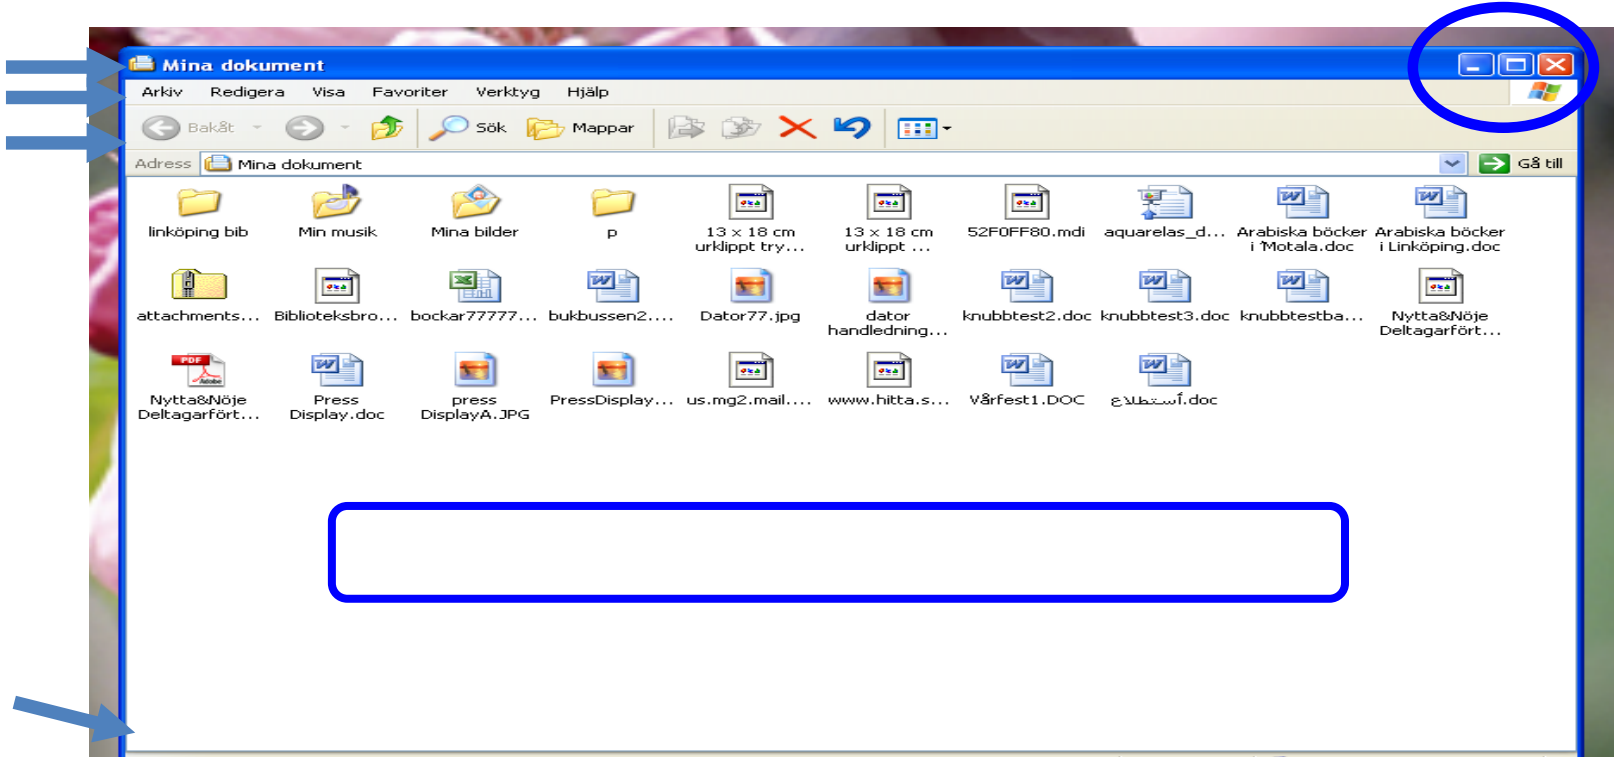 Mina dokument
Arkiv Redigera Visa Favoriter Verktyg Hjälp
Bakåt Sök Mappar
Adress Mina dokument Gå till
linköping bib Min musik Mina bilder p 13 x 18 cm 13 x 18 cm 52F0FF80.mdi aquarelas_d... Arabiska böcker Arabiska böcker
urklippt try... urklippt ... i Motala.doc i Linköping.doc
attachments... Biblioteksbro... bockar77777... bukbussen2.... Dator77.jpg dator knubbtest2.doc knubbtest3.doc knubbtestba... Nytta&Nöje
handledning... Deltagarfört...
PDF
Adobe
Nytta&Nöje Press press PressDisplay... us.mg2.mail.... www.hitta.s... Vårfest1.DOC أستطلاع.doc
Deltagarfört... Display.doc DisplayA.JPG